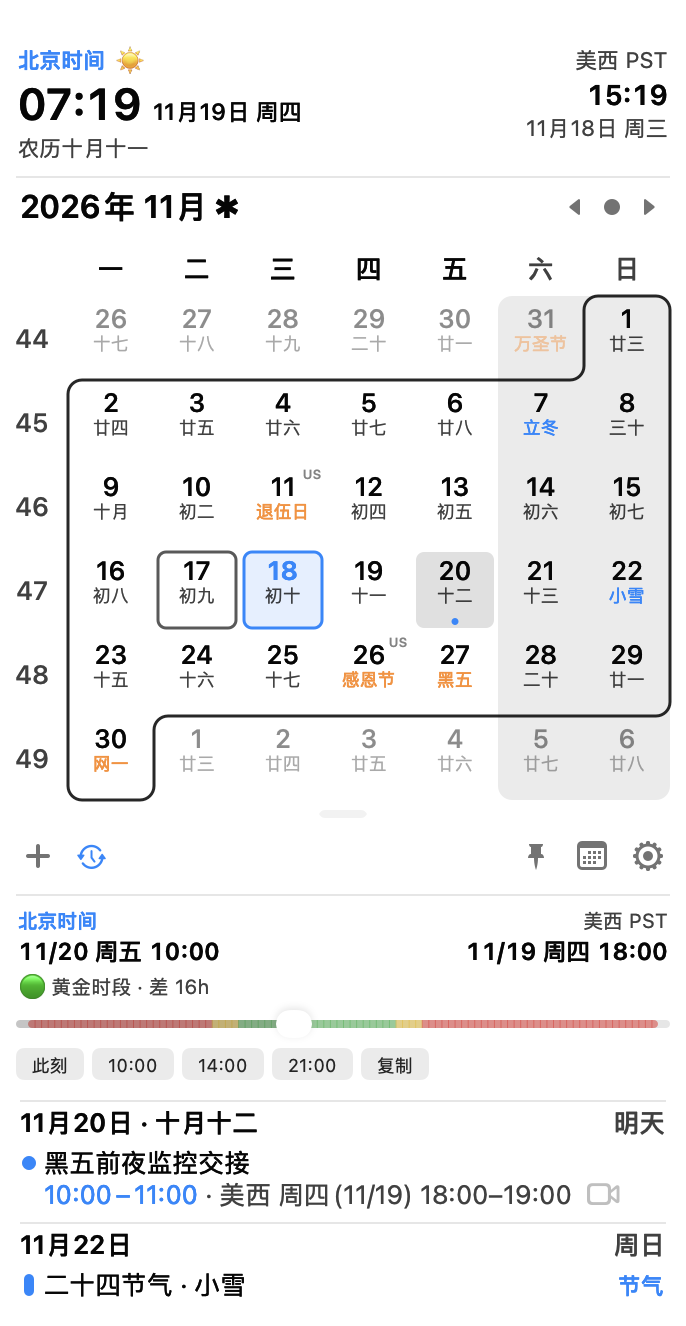 北京时间 美西 PST
07:19 11月19日 周四 15:19
农历十月十一 11月18日 周三
2026年 11月 ✱
一 二 三 四 五 六 日
44 26 27 28 29 30 31 1
十七 十八 十九 二十 廿一 万圣节 廿三
45 2 3 4 5 6 7 8
廿四 廿五 廿六 廿七 廿八 立冬 三十
46 9 10 11 US 12 13 14 15
十月 初二 退伍日 初四 初五 初六 初七
47 16 17 18 19 20 21 22
初八 初九 初十 十一 十二 十三 小雪
48 23 24 25 26 US 27 28 29
十五 十六 十七 感恩节 黑五 二十 廿一
49 30 1 2 3 4 5 6
网一 廿三 廿四 廿五 廿六 廿七 廿八
北京时间 美西 PST
11/20 周五 10:00 11/19 周四 18:00
黄金时段 · 差 16h
此刻 10:00 14:00 21:00 复制
11月20日 · 十月十二 明天
黑五前夜监控交接
10:00 – 11:00 · 美西 周四 (11/19) 18:00–19:00
11月22日 周日
二十四节气 · 小雪 节气